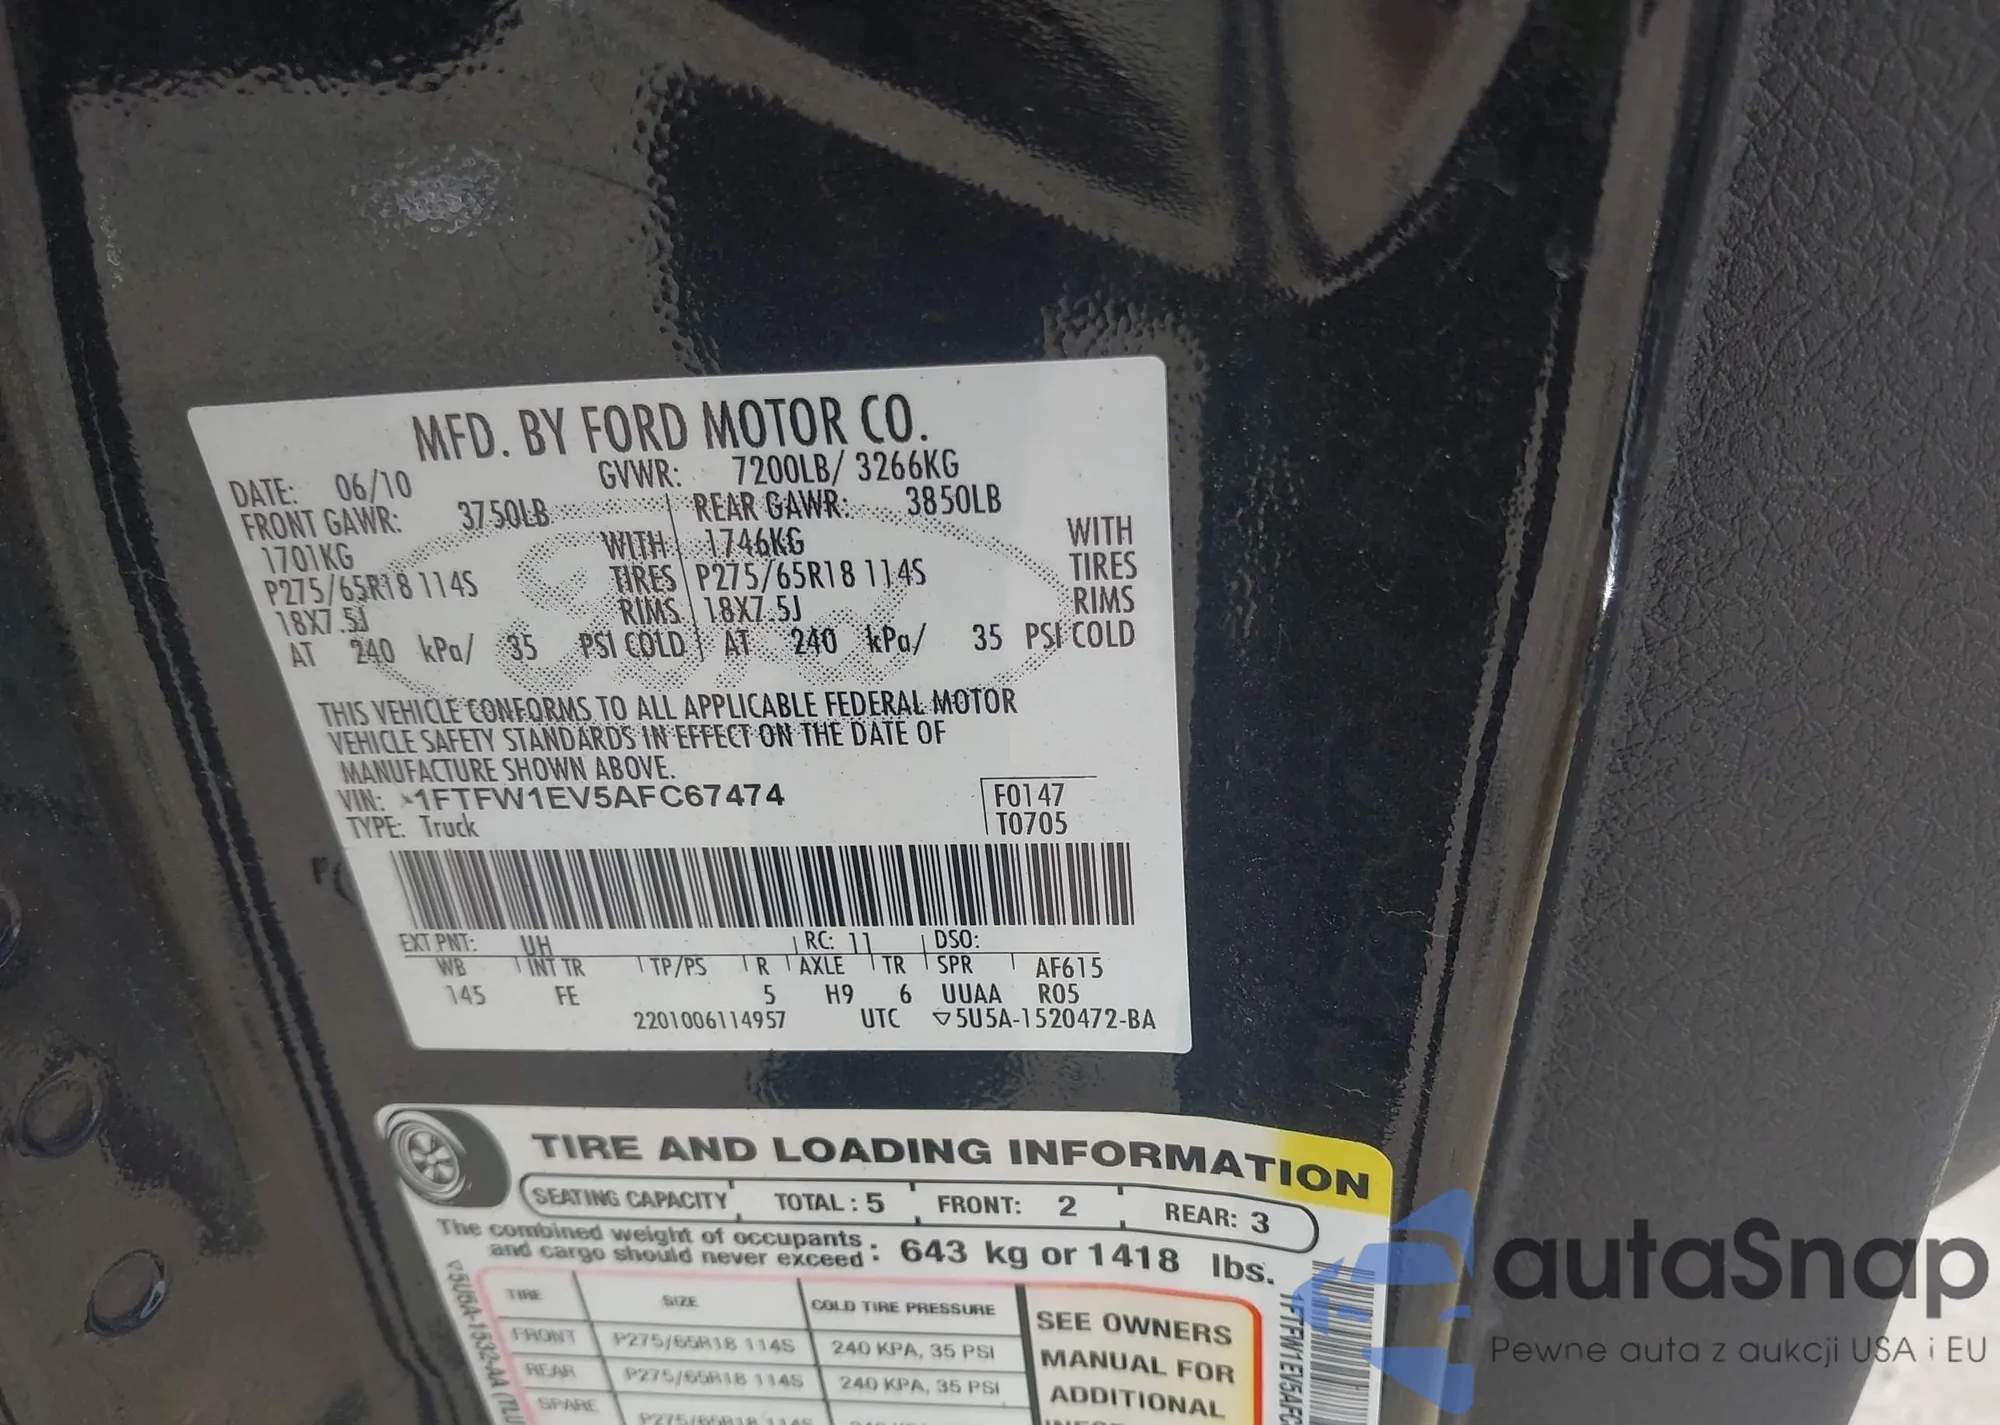 MFD. BY FORD MOTOR CO.
DATE: 06/10 GVWR: 7200LB/ 3266KG
FRONT GAWR: 3750LB REAR GAWR: 3850LB
1701KG WITH 1746KG WITH
P275/65R18 114S TIRES P275/65R18 114S TIRES
18X7.5J RIMS 18X7.5J RIMS
AT 240 kPa/ 35 PSI COLD AT 240 kPa/ 35 PSI COLD
THIS VEHICLE CONFORMS TO ALL APPLICABLE FEDERAL MOTOR
VEHICLE SAFETY STANDARDS IN EFFECT ON THE DATE OF
MANUFACTURE SHOWN ABOVE.
VIN: 1FTFW1EV5AFC67474 F0147
TYPE: Truck T0705
EXT PNT: UH RC: 11 DSO:
WB INT TR TP/PS R AXLE TR SPR AF615
145 FE 5 H9 6 UUAA R05
2201006114957 UTC ▽5U5A-1520472-BA
TIRE AND LOADING INFORMATION
SEATING CAPACITY TOTAL : 5 FRONT: 2 REAR: 3
The combined weight of occupants
and cargo should never exceed : 643 kg or 1418 lbs.
TIRE SIZE COLD TIRE PRESSURE SEE OWNERS
FRONT P275/65R18 114S 240 KPA, 35 PSI MANUAL FOR
REAR P275/65R18 114S 240 KPA, 35 PSI ADDITIONAL
SPARE P275/65R18 114S
▽5U5A-1532-AA (TLU
1FTFW1EV5AFC
autaSnap
Pewne auta z aukcji USA i EU